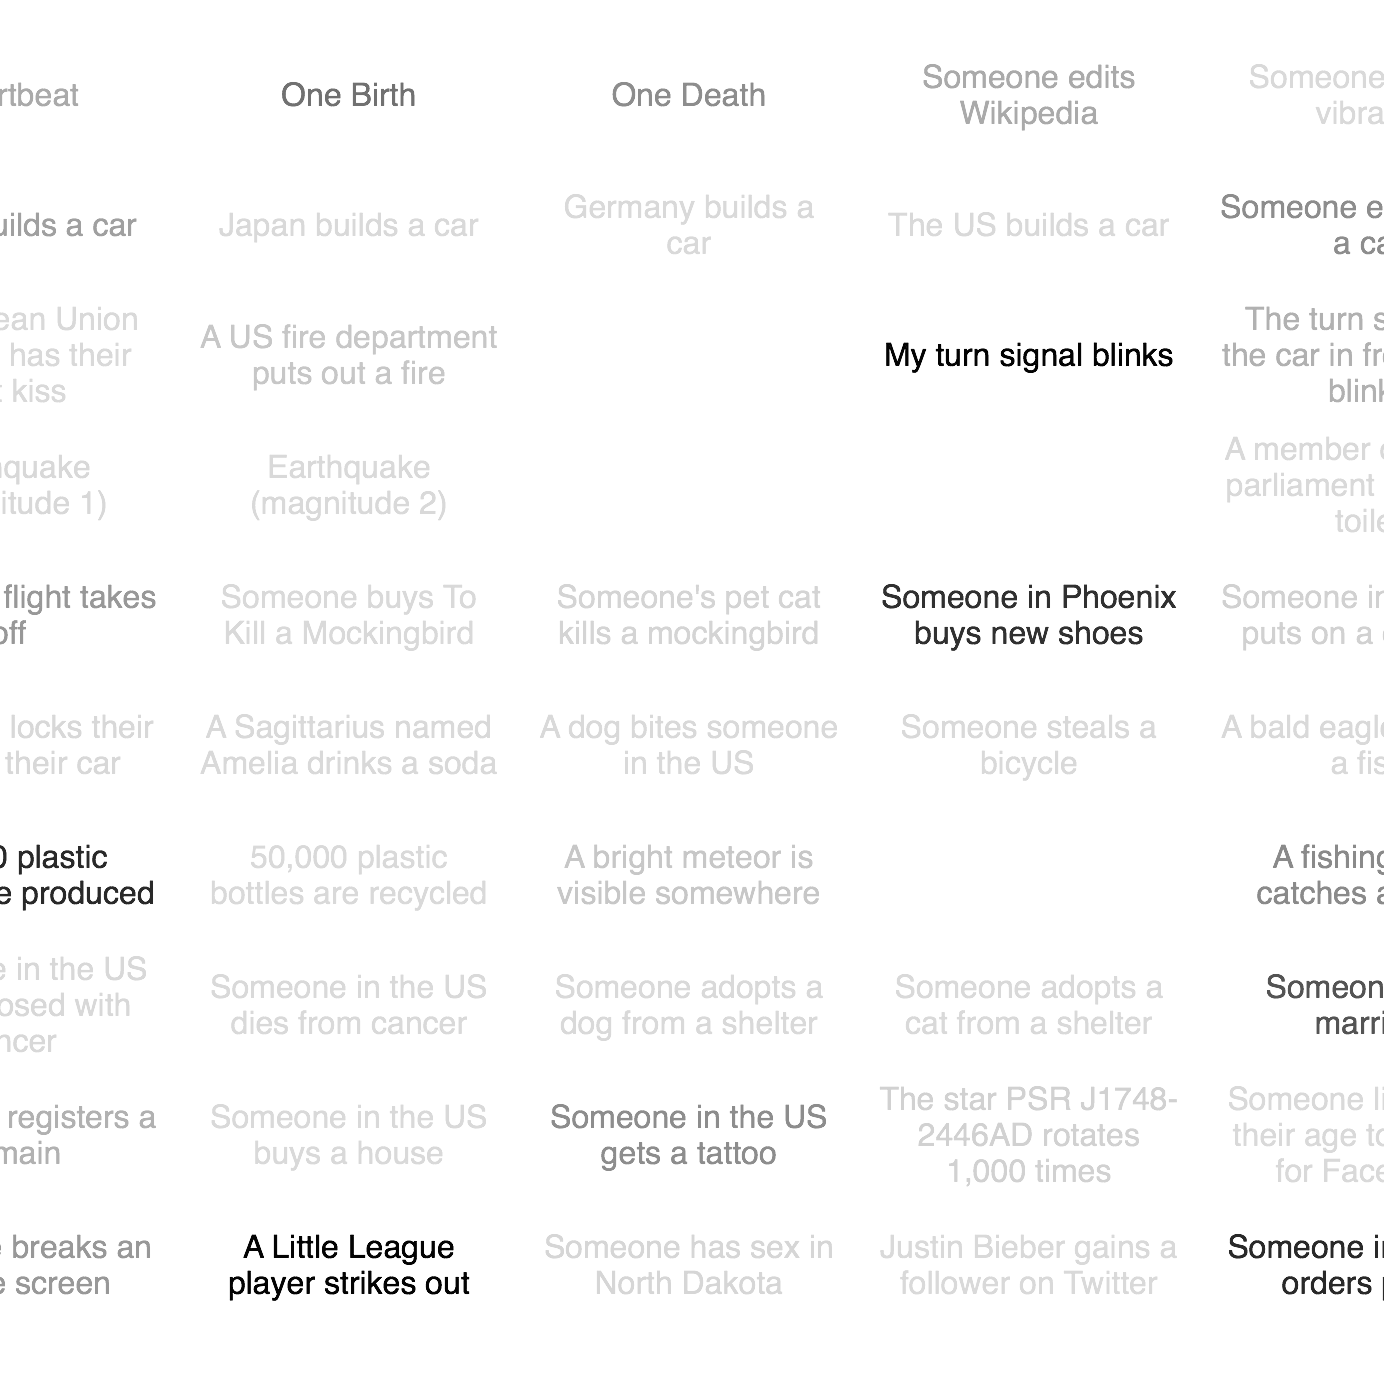 rtbeat
One Birth
One Death
Someone edits
Wikipedia
Someone
vibra
uilds a car
Japan builds a car
Germany builds a
car
The US builds a car
Someone e
a ca
ean Union
has their
kiss
A US fire department
puts out a fire
My turn signal blinks
The turn s
the car in fr
blink
quake
itude 1)
Earthquake
(magnitude 2)
A member
parliament
toile
flight takes
off
Someone buys To
Kill a Mockingbird
Someone's pet cat
kills a mockingbird
Someone in Phoenix
buys new shoes
Someone in
puts on a
locks their
their car
A Sagittarius named
Amelia drinks a soda
A dog bites someone
in the US
Someone steals a
bicycle
A bald eagle
a fis
0 plastic
e produced
50,000 plastic
bottles are recycled
A bright meteor is
visible somewhere
A fishing
catches a
e in the US
osed with
ncer
Someone in the US
dies from cancer
Someone adopts a
dog from a shelter
Someone adopts a
cat from a shelter
Someon
marri
registers a
main
Someone in the US
buys a house
Someone in the US
gets a tattoo
The star PSR J1748-
2446AD rotates
1,000 times
Someone li
their age to
for Face
e breaks an
e screen
A Little League
player strikes out
Someone has sex in
North Dakota
Justin Bieber gains a
follower on Twitter
Someone in
orders p